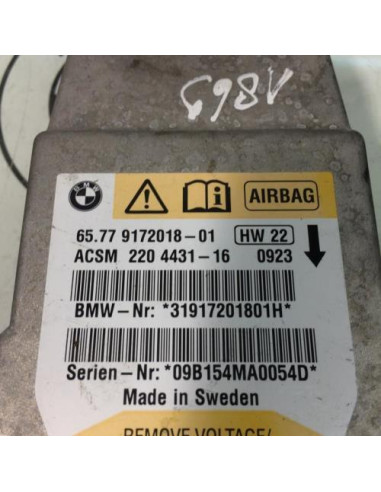 BMW
AIRBAG
65.77 9172018-01 HW 22
ACSM 220 4431-16 0923
BMW-Nr: *31917201801H*
Serien-Nr: *09B154MA0054D*
Made in Sweden
REMOVE VOLTAGE/